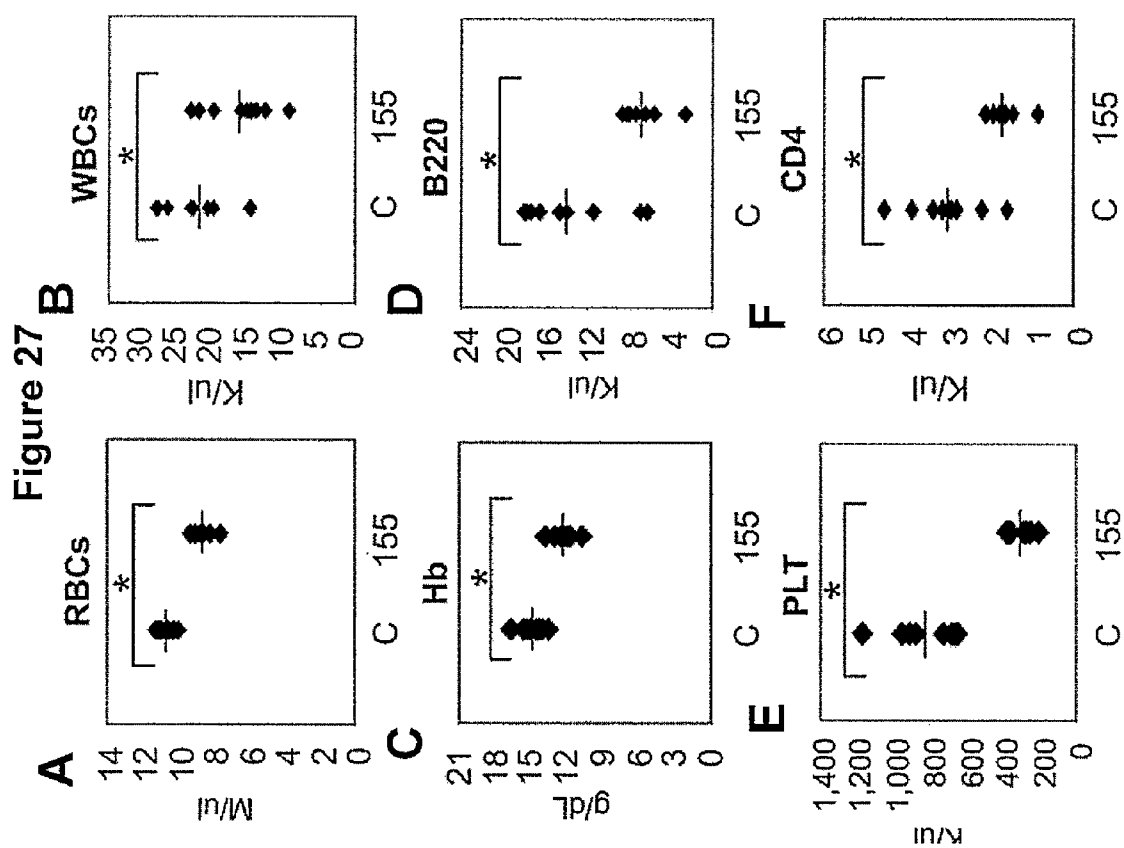 Figure 27
A
RBCs
*
M/ul
14
12
10
8
6
4
2
0
C 155
B
WBCs
*
K/ul
35
30
25
20
15
10
5
0
C 155
C
Hb
*
g/dL
21
18
15
12
9
6
3
0
C 155
D
B220
*
K/ul
24
20
16
12
8
4
0
C 155
E
PLT
*
K/ul
1,400
1,200
1,000
800
600
400
200
0
C 155
F
CD4
*
K/ul
6
5
4
3
2
1
0
C 155